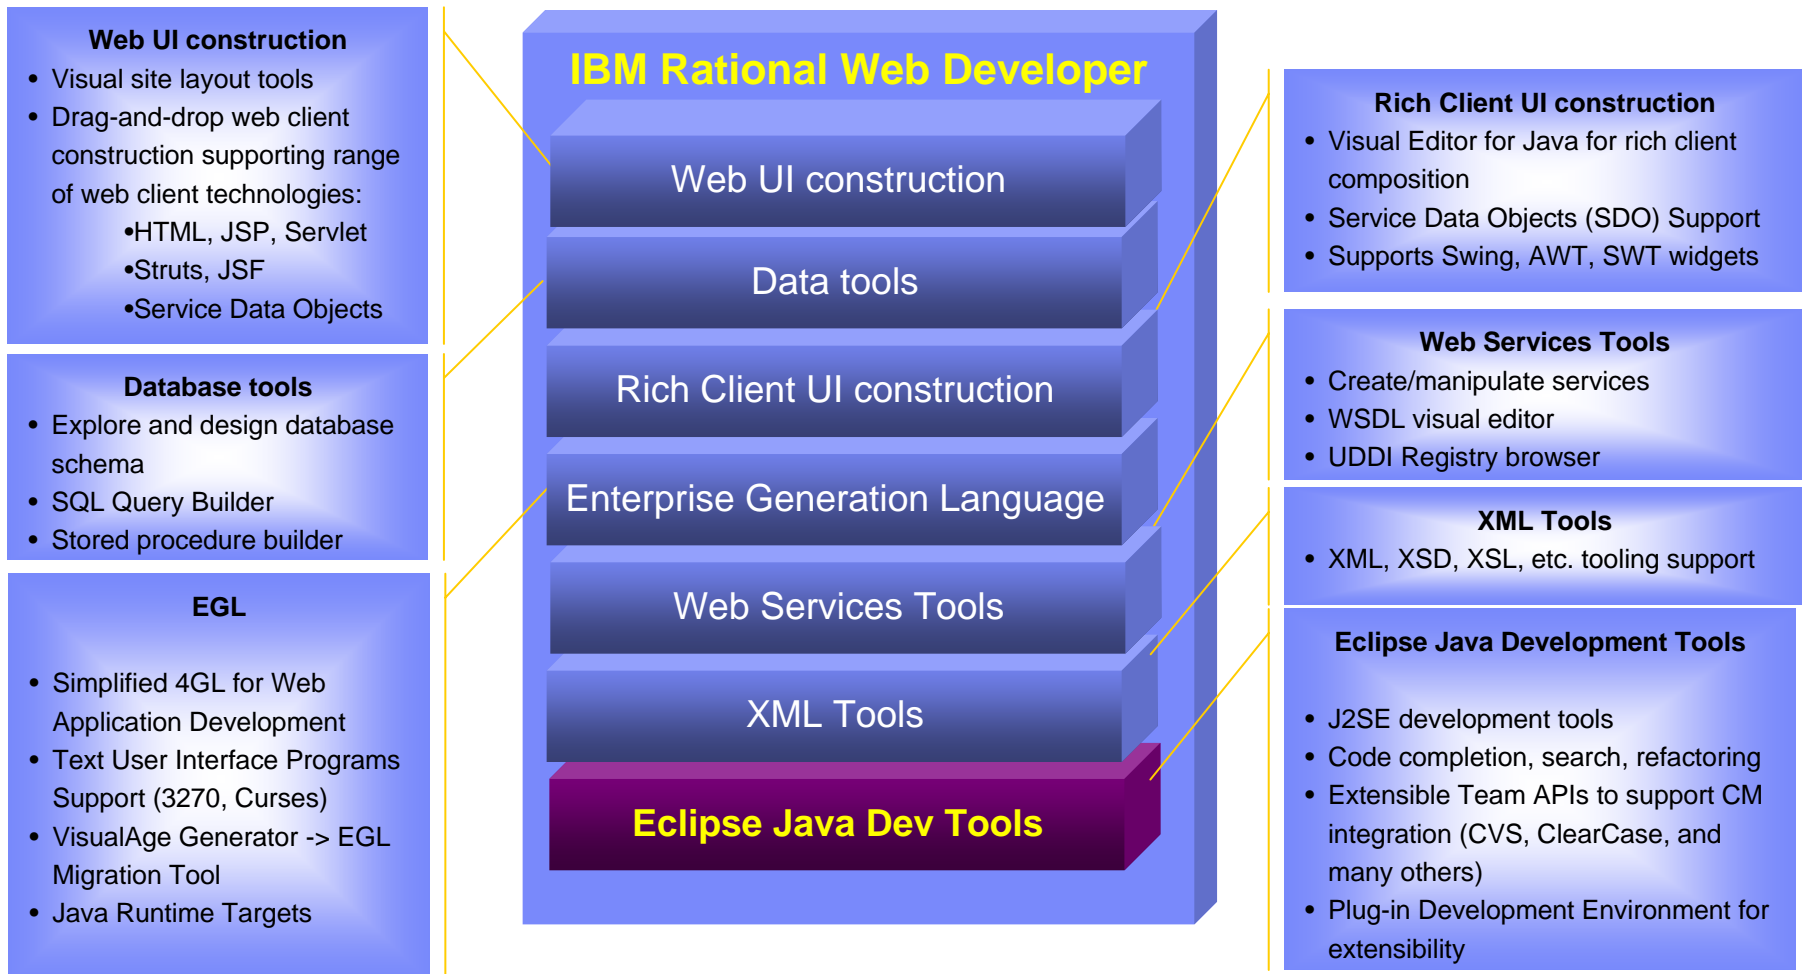 Web UI construction
• Visual site layout tools
• Drag-and-drop web client
construction supporting range
of web client technologies:
•HTML, JSP, Servlet
•Struts, JSF
•Service Data Objects
Database tools
• Explore and design database
schema
• SQL Query Builder
• Stored procedure builder
EGL
• Simplified 4GL for Web
Application Development
• Text User Interface Programs
Support (3270, Curses)
• VisualAge Generator -> EGL
Migration Tool
• Java Runtime Targets
IBM Rational Web Developer
Web UI construction
Data tools
Rich Client UI construction
Enterprise Generation Language
Web Services Tools
XML Tools
Eclipse Java Dev Tools
Rich Client UI construction
• Visual Editor for Java for rich client
composition
• Service Data Objects (SDO) Support
• Supports Swing, AWT, SWT widgets
Web Services Tools
• Create/manipulate services
• WSDL visual editor
• UDDI Registry browser
XML Tools
• XML, XSD, XSL, etc. tooling support
Eclipse Java Development Tools
• J2SE development tools
• Code completion, search, refactoring
• Extensible Team APIs to support CM
integration (CVS, ClearCase, and
many others)
• Plug-in Development Environment for
extensibility